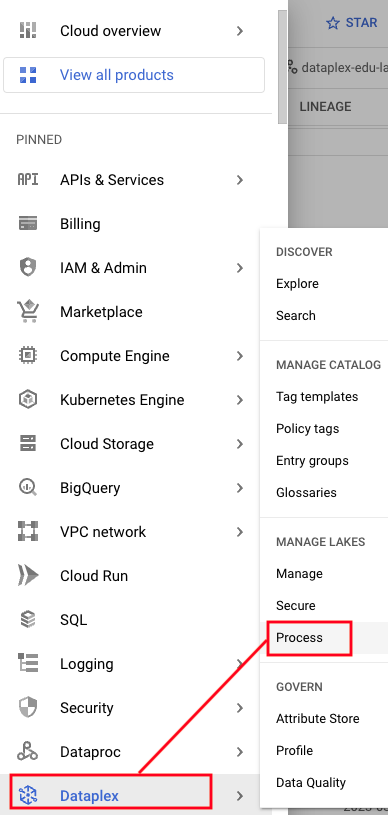 Cloud overview
View all products
PINNED
API APIs & Services
Billing
IAM & Admin
Marketplace
Compute Engine
Kubernetes Engine
Cloud Storage
BigQuery
VPC network
Cloud Run
SQL
Logging
Security
Dataproc
Dataplex
STAR
dataplex-edu-la
LINEAGE
DISCOVER
Explore
Search
MANAGE CATALOG
Tag templates
Policy tags
Entry groups
Glossaries
MANAGE LAKES
Manage
Secure
Process
GOVERN
Attribute Store
Profile
Data Quality